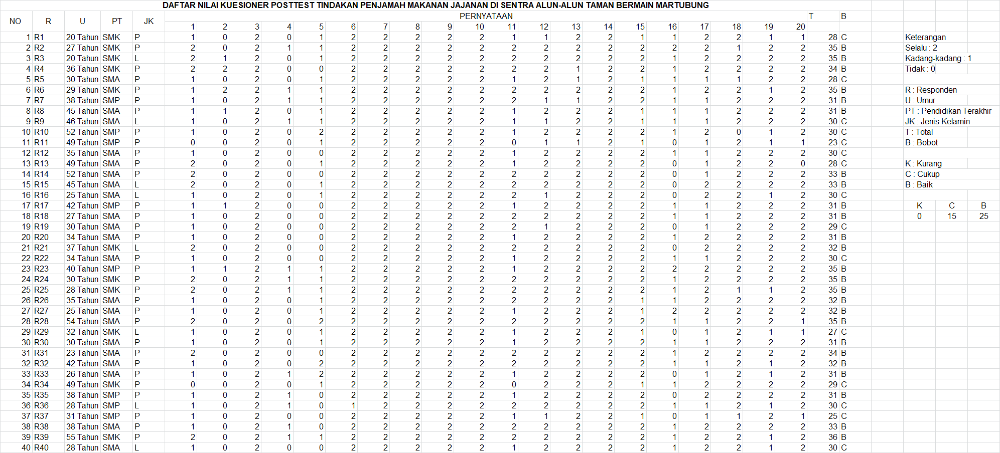 DAFTAR NILAI KUESIONER POSTTEST TINDAKAN PENJAMAH MAKANAN JAJANAN DI SENTRA ALUN-ALUN TAMAN BERMAIN MARTUBUNG
NO R U PT JK PERNYATAAN T B
1 2 3 4 5 6 7 8 9 10 11 12 13 14 15 16 17 18 19 20
1 R1 20 Tahun SMK P 1 0 2 0 1 2 2 2 2 2 1 1 2 2 1 1 2 2 1 1 28 C Keterangan
2 R2 27 Tahun SMK P 2 0 2 1 1 2 2 2 2 2 2 2 2 2 2 2 2 1 2 2 35 B Selalu : 2
3 R3 20 Tahun SMK L 2 1 2 0 1 2 2 2 2 2 2 2 2 2 2 1 2 2 2 2 35 B Kadang-kadang : 1
4 R4 36 Tahun SMK P 2 2 2 0 0 2 2 2 2 2 2 2 1 2 2 1 2 2 2 2 34 B Tidak : 0
5 R5 30 Tahun SMA P 1 0 2 0 1 2 2 2 2 2 1 2 1 2 1 1 1 1 2 2 28 C
6 R6 29 Tahun SMK P 1 2 2 1 1 2 2 2 2 2 2 2 2 2 2 1 2 2 1 2 35 B R : Responden
7 R7 38 Tahun SMP P 1 0 2 1 1 2 2 2 2 2 2 1 1 2 2 1 1 2 2 2 31 B U : Umur
8 R8 45 Tahun SMA P 1 1 2 0 1 2 2 2 2 2 1 2 2 2 1 1 1 2 2 2 31 B PT : Pendidikan Terakhir
9 R9 46 Tahun SMA L 1 0 2 1 1 2 2 2 2 2 1 1 2 2 1 1 1 2 2 2 30 C JK : Jenis Kelamin
10 R10 52 Tahun SMP P 1 0 2 0 2 2 2 2 2 2 1 2 2 2 2 1 2 0 1 2 30 C T : Total
11 R11 49 Tahun SMP P 0 0 2 0 1 2 2 2 2 2 0 1 1 2 1 0 1 2 1 1 23 C B : Bobot
12 R12 35 Tahun SMA P 1 0 2 0 0 2 2 2 2 2 1 2 2 2 2 1 1 2 2 2 30 C
13 R13 49 Tahun SMA P 2 0 2 0 1 2 2 2 2 2 1 2 2 2 2 0 1 2 2 0 28 C K : Kurang
14 R14 52 Tahun SMA P 2 0 2 0 0 2 2 2 2 2 2 2 2 2 2 0 1 2 2 2 33 B C : Cukup
15 R15 45 Tahun SMA L 2 0 2 0 1 2 2 2 2 2 2 2 2 2 2 0 2 2 2 2 33 B B : Baik
16 R16 25 Tahun SMA L 1 0 2 0 1 2 2 2 2 2 2 1 2 2 2 0 2 2 1 2 30 C
17 R17 42 Tahun SMP P 1 1 2 0 0 2 2 2 2 2 1 2 2 2 2 1 1 2 2 2 31 B K C B
18 R18 27 Tahun SMA P 1 0 2 0 0 2 2 2 2 2 2 2 2 2 2 1 1 2 2 2 31 B 0 15 25
19 R19 30 Tahun SMA P 1 0 2 0 0 2 2 2 2 2 2 1 2 2 2 0 1 2 2 2 29 C
20 R20 34 Tahun SMA P 1 0 2 0 0 2 2 2 2 2 1 2 2 2 2 1 2 2 2 2 31 B
21 R21 37 Tahun SMK L 2 0 2 0 0 2 2 2 2 2 2 2 2 2 2 0 2 2 2 2 32 B
22 R22 34 Tahun SMA P 1 0 2 0 0 2 2 2 2 2 1 2 2 2 2 1 1 2 2 2 30 C
23 R23 40 Tahun SMP P 1 1 2 1 1 2 2 2 2 2 1 2 2 2 2 2 2 2 2 2 35 B
24 R24 30 Tahun SMK P 2 0 2 1 1 2 2 2 2 2 2 2 2 2 2 1 2 2 2 2 35 B
25 R25 28 Tahun SMK P 2 0 2 1 1 2 2 2 2 2 2 2 2 2 2 1 2 1 1 2 35 B
26 R26 35 Tahun SMA P 1 0 2 0 1 2 2 2 2 2 2 2 2 2 1 1 2 2 2 2 32 B
27 R27 25 Tahun SMA P 1 0 2 0 1 2 2 2 2 2 1 2 2 2 1 2 2 2 2 2 32 B
28 R28 54 Tahun SMA P 2 0 2 0 2 2 2 2 2 2 2 2 2 2 2 1 1 2 2 1 35 B
29 R29 32 Tahun SMK L 1 0 2 0 1 2 2 2 2 2 1 2 2 2 1 0 1 2 1 1 27 C
30 R30 30 Tahun SMA P 1 0 2 0 1 2 2 2 2 2 1 2 2 2 2 1 1 2 2 2 31 B
31 R31 23 Tahun SMA P 2 0 2 0 0 2 2 2 2 2 2 2 2 2 2 1 2 2 2 2 34 B
32 R32 42 Tahun SMA P 1 0 2 0 2 2 2 2 2 2 2 2 2 2 2 1 1 2 1 2 32 B
33 R33 26 Tahun SMA P 1 0 2 1 2 2 2 2 2 2 1 2 2 2 2 0 1 2 1 2 31 B
34 R34 49 Tahun SMK P 0 0 2 0 1 2 2 2 2 2 0 2 2 2 1 1 2 2 2 2 29 C
35 R35 38 Tahun SMP P 1 0 2 1 0 2 2 2 2 2 1 2 2 2 2 0 2 2 2 2 31 B
36 R36 28 Tahun SMP L 1 0 2 1 0 1 2 2 2 2 2 2 2 2 2 1 1 2 1 2 30 C
37 R37 31 Tahun SMP P 1 0 2 0 0 2 2 2 2 2 1 1 2 2 1 0 1 1 2 1 25 C
38 R38 38 Tahun SMA P 1 0 2 1 0 2 2 2 2 2 2 2 2 2 2 1 2 2 2 2 33 B
39 R39 55 Tahun SMK P 2 0 2 1 1 2 2 2 2 2 2 2 2 2 2 1 2 2 1 2 36 B
40 R40 28 Tahun SMA L 1 0 2 0 0 2 2 2 2 2 1 2 2 2 2 1 2 2 1 2 30 C